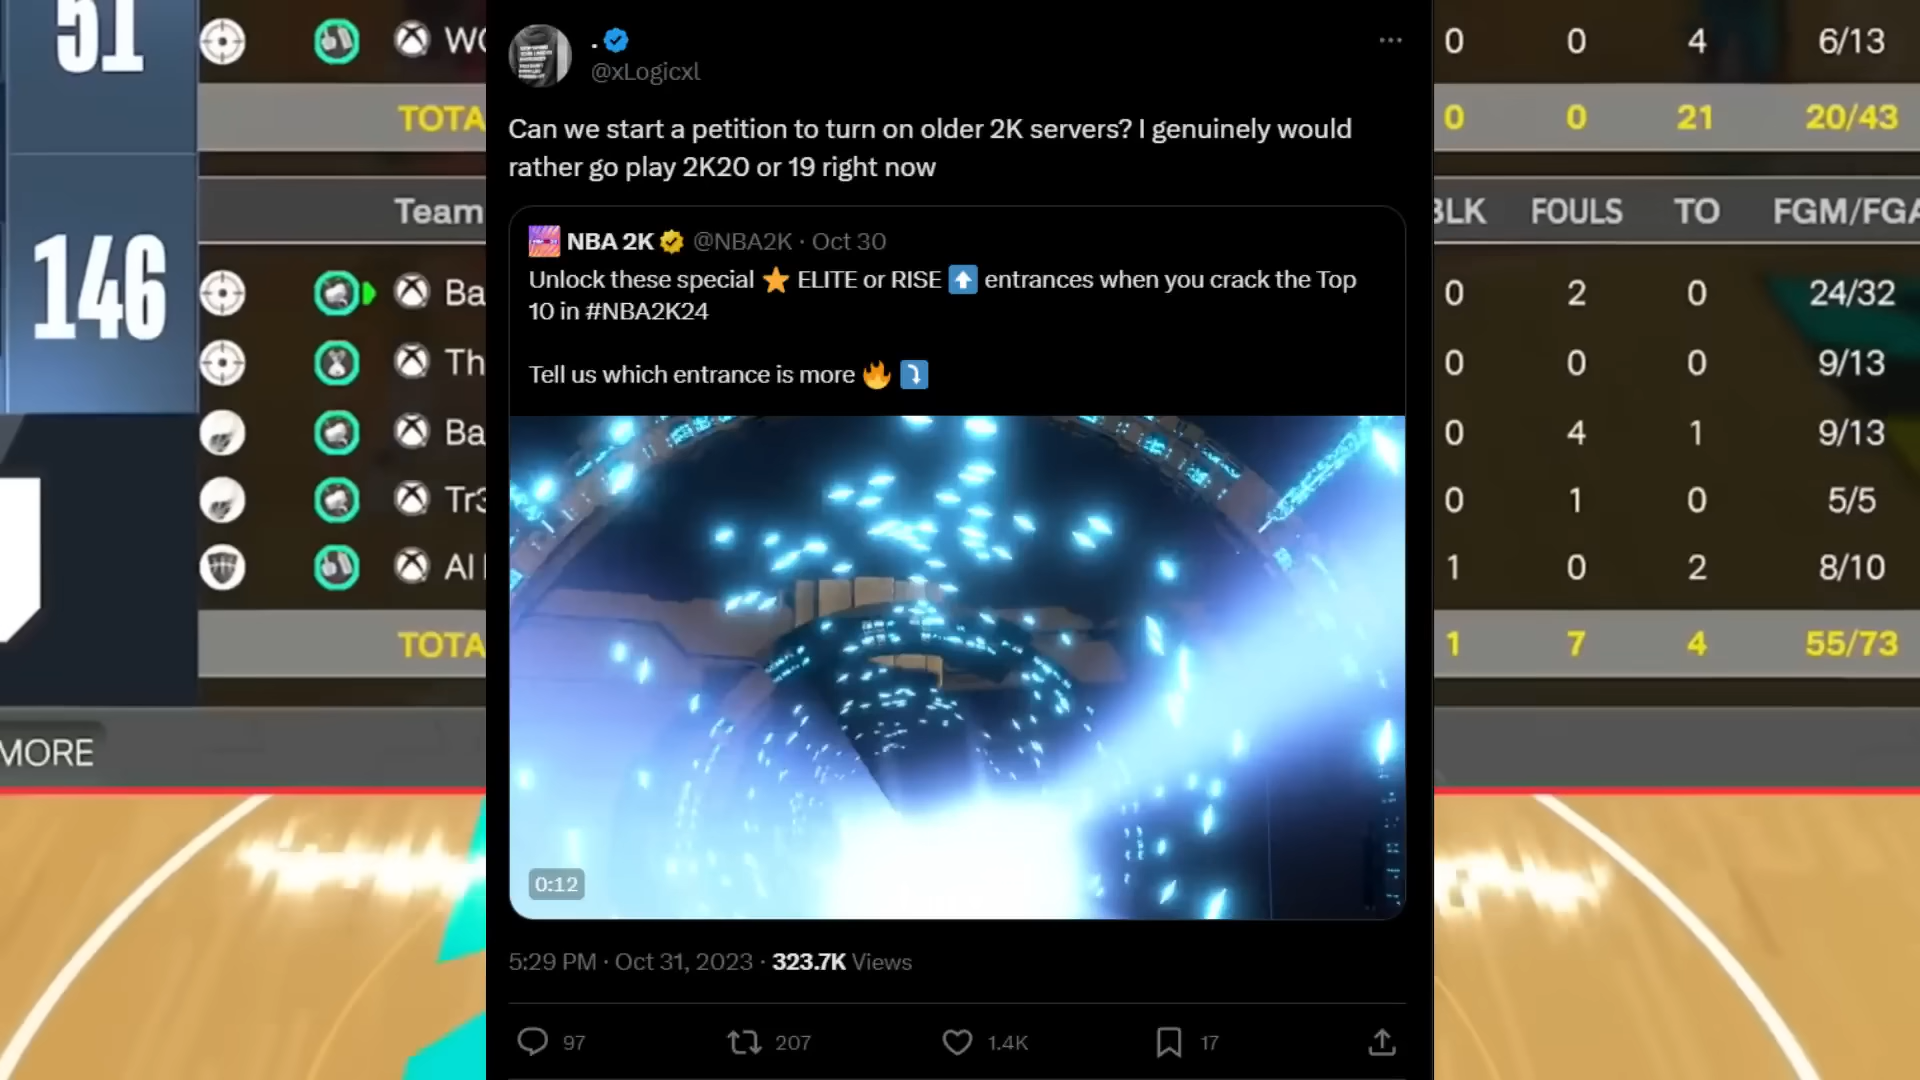 51
WO
TOTA
146
Team
Ba
Th
Ba
Tr3
Al
TOTA
MORE
.
@xLogicxl
Can we start a petition to turn on older 2K servers? I genuinely would
rather go play 2K20 or 19 right now
NBA 2K @NBA2K · Oct 30
Unlock these special ⭐ ELITE or RISE ⬆️ entrances when you crack the Top
10 in #NBA2K24
Tell us which entrance is more 🔥 ⤵️
0:12
5:29 PM · Oct 31, 2023 · 323.7K Views
97 207 1.4K 17
0 0 4 6/13
0 0 21 20/43
BLK FOULS TO FGM/FGA
0 2 0 24/32
0 0 0 9/13
0 4 1 9/13
0 1 0 5/5
1 0 2 8/10
1 7 4 55/73